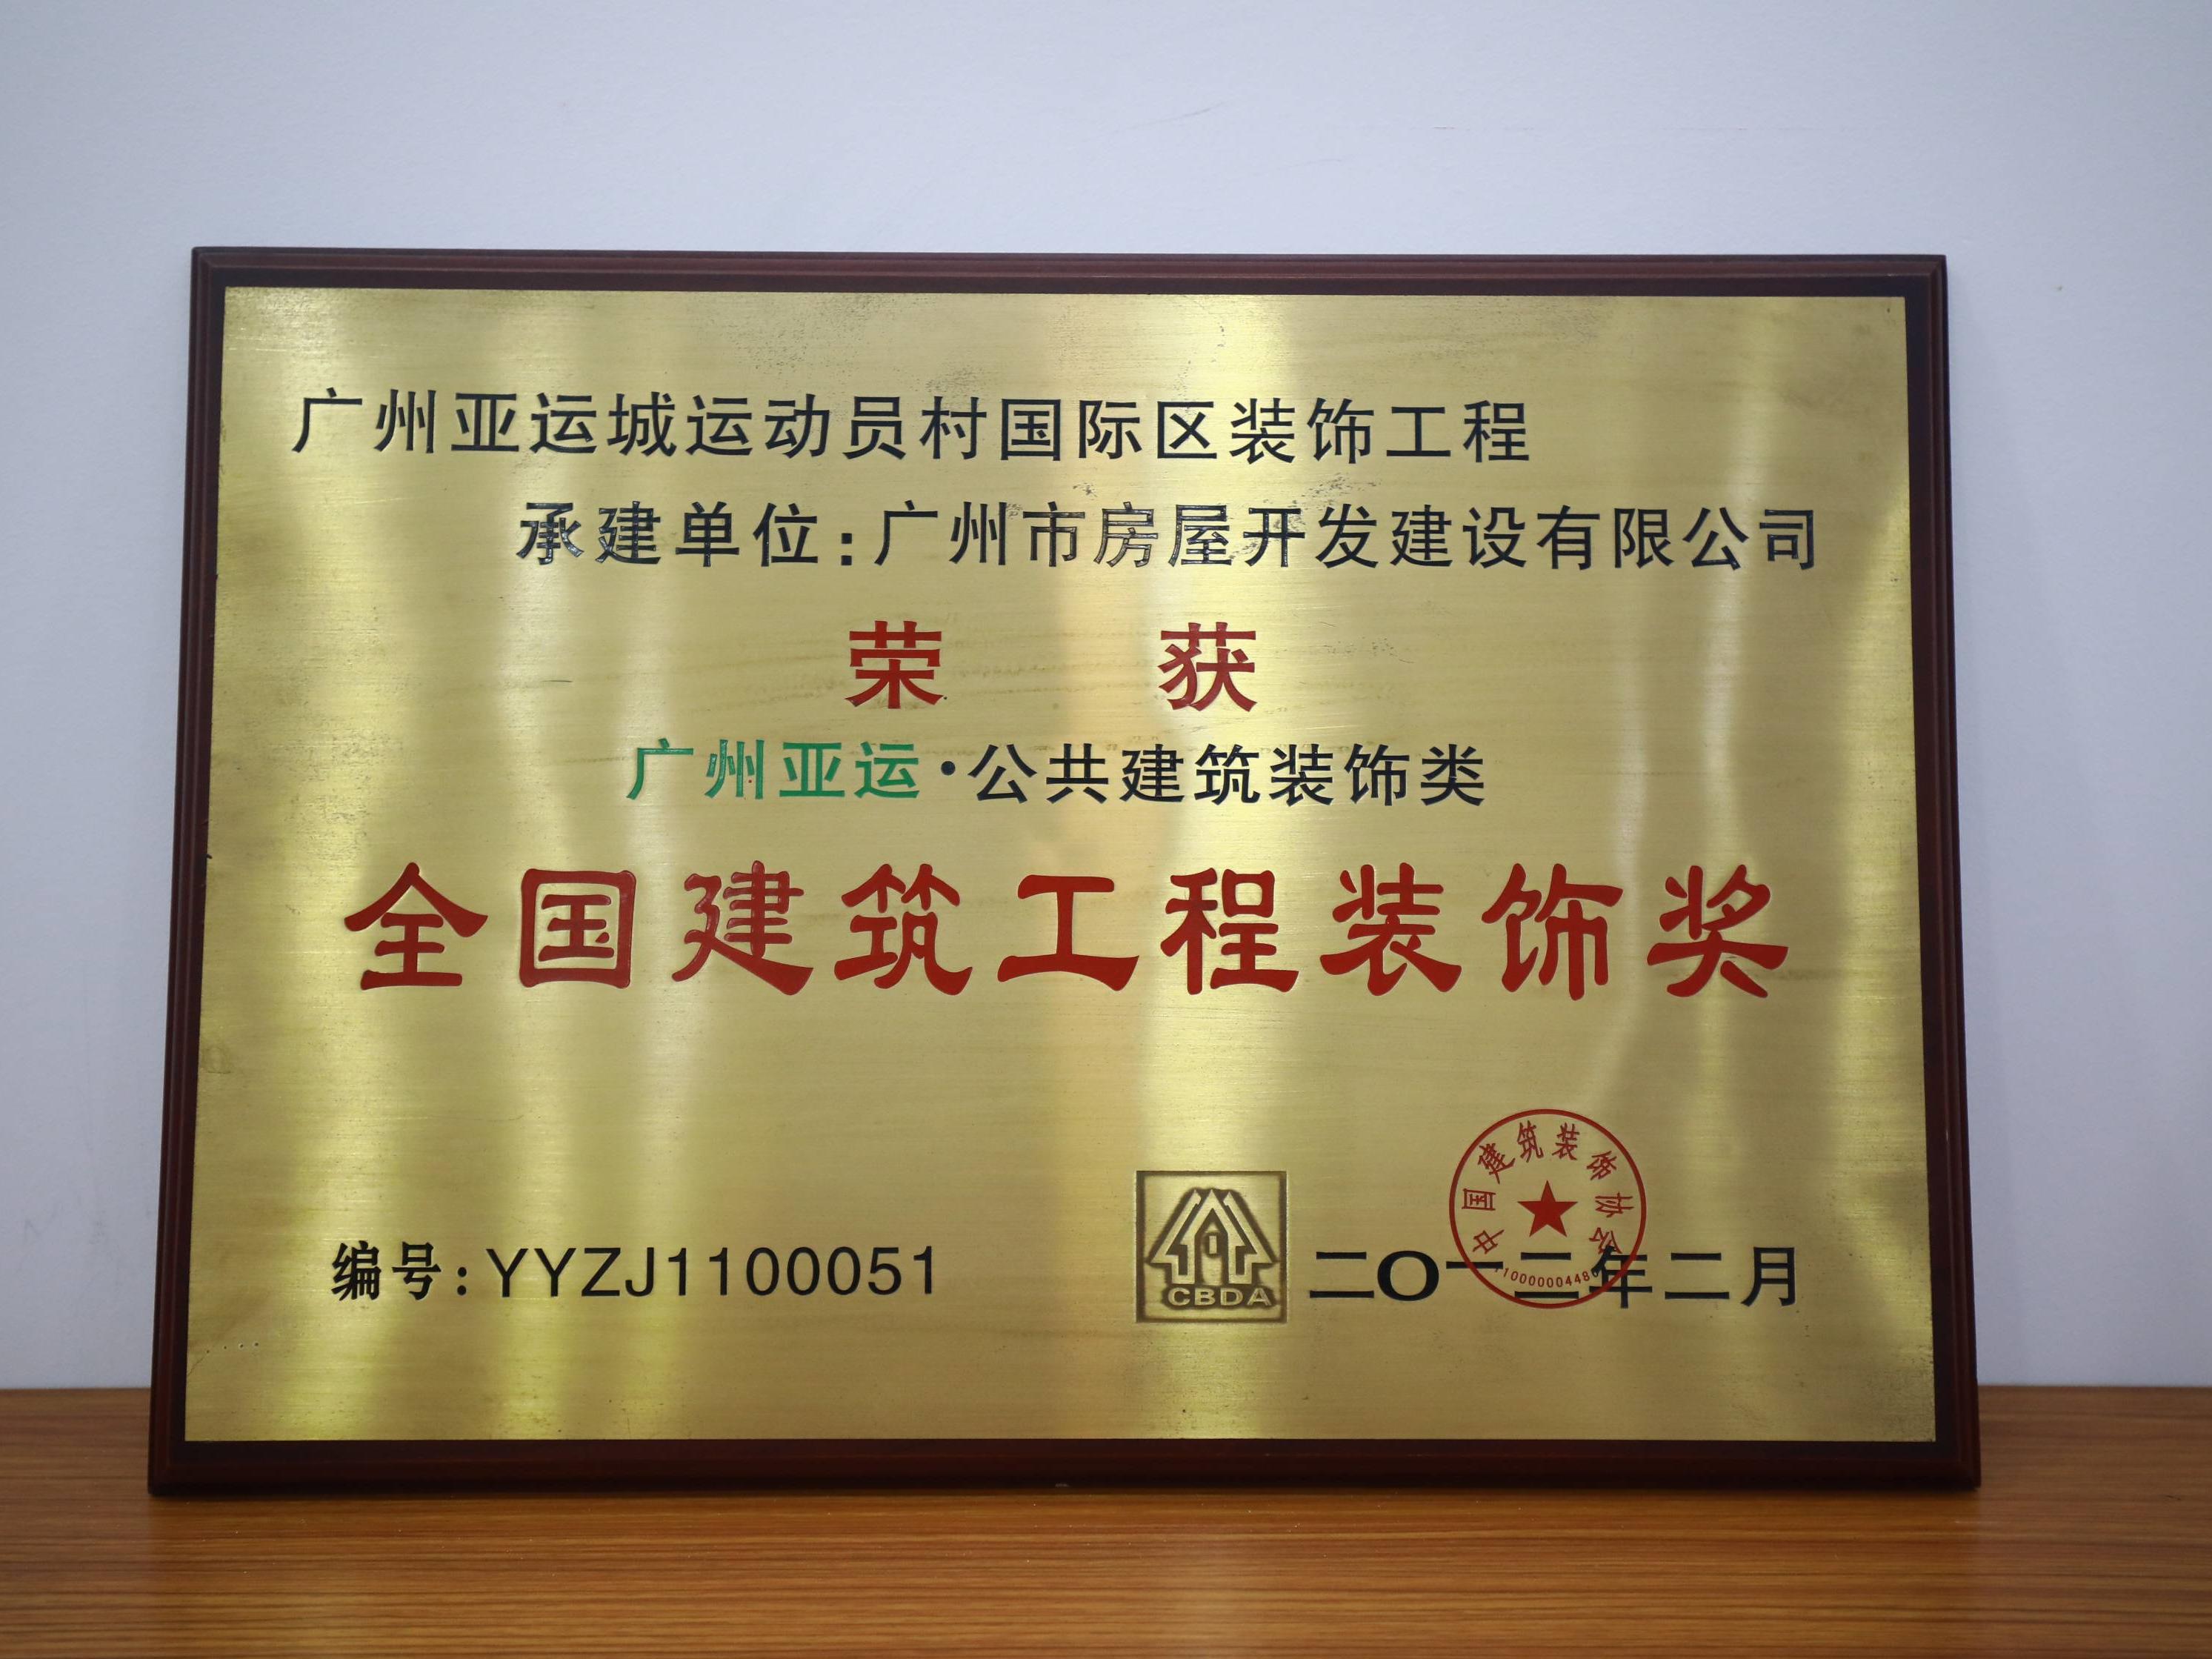 广州亚运城运动员村国际区装饰工程
承建单位：广州市房屋开发建设有限公司
荣 获
广州亚运·公共建筑装饰类
全国建筑工程装饰奖
编号：YYZJ1100051
CBDA
二〇一二年二月
中国建筑装饰协会